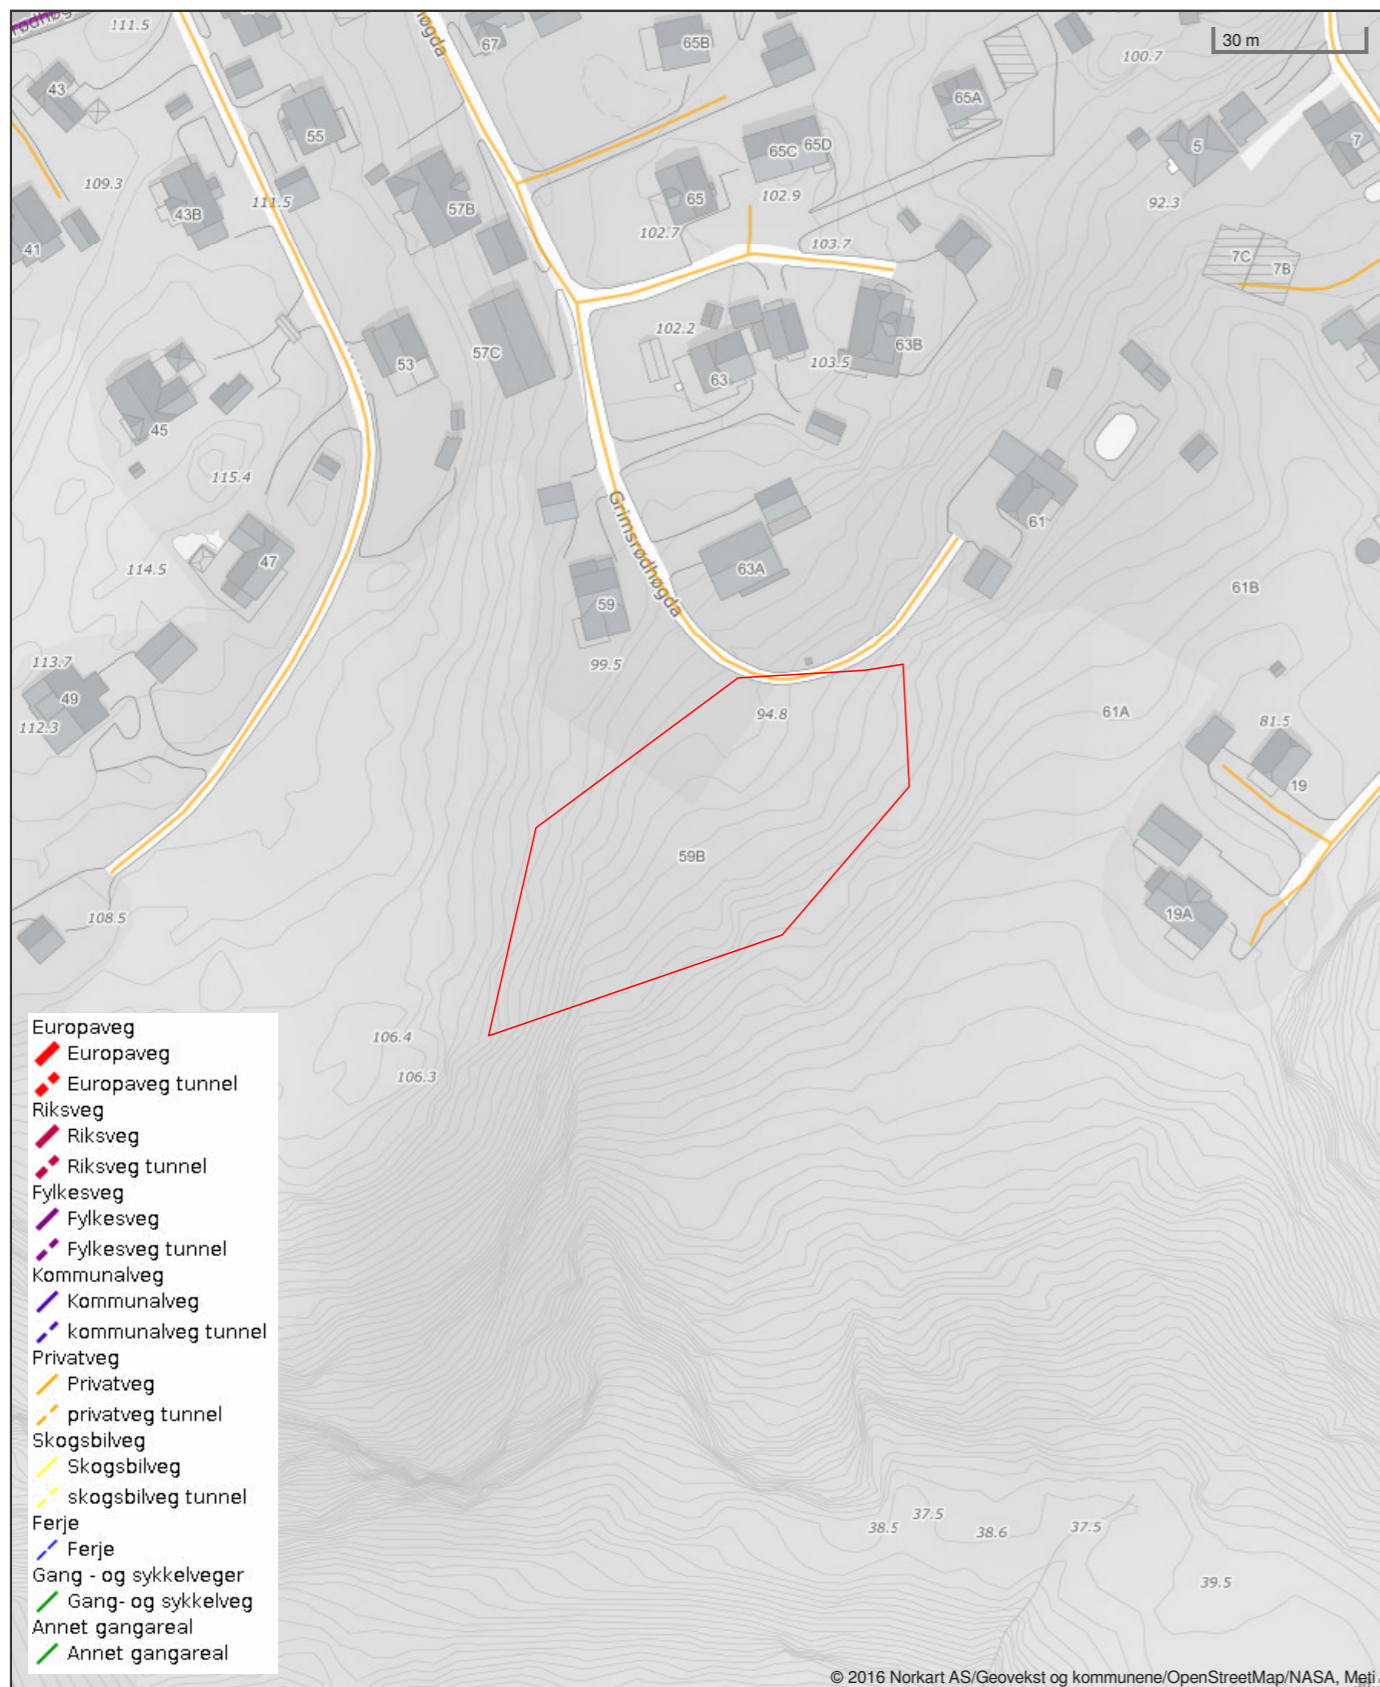 rødhøg
111.5
øgda
67
65B
30 m
100.7
43
55
65A
65C
65D
5
7
109.3
43B
111.5
57B
65
102.9
92.3
41
102.7
103.7
7C
7B
57C
102.2
63B
53
63
103.5
45
115.4
Grimsrødhøgda
61
47
63A
114.5
59
61B
113.7
99.5
49
94.8
61A
81.5
112.3
19
59B
108.5
19A
106.4
106.3
Europaveg
Europaveg
Europaveg tunnel
Riksveg
Riksveg
Riksveg tunnel
Fylkesveg
Fylkesveg
Fylkesveg tunnel
Kommunalveg
Kommunalveg
kommunalveg tunnel
Privatveg
Privatveg
privatveg tunnel
Skogsbilveg
Skogsbilveg
skogsbilveg tunnel
Ferje
Ferje
Gang - og sykkelveger
Gang- og sykkelveg
Annet gangareal
Annet gangareal
38.5
37.5
38.6
37.5
39.5
© 2016 Norkart AS/Geovekst og kommunene/OpenStreetMap/NASA, Meti